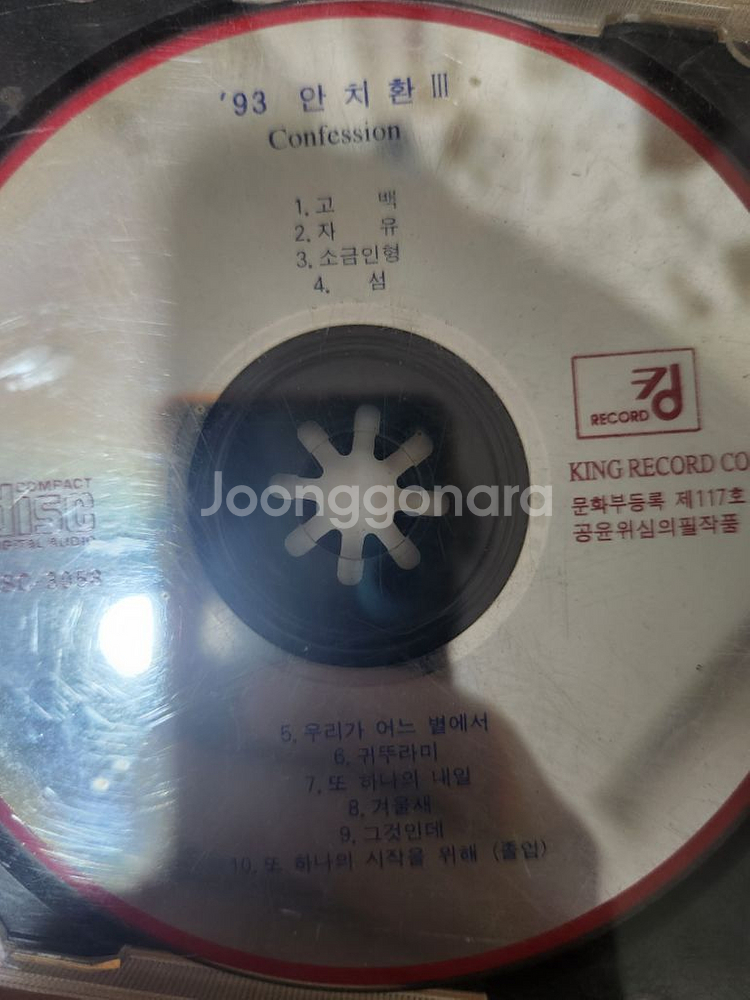 '93 안 치 환 Ⅲ
Confession
1. 고 백
2. 자 유
3. 소금인형
4. 섬
킹
RECORD
KING RECORD CO
문화부등록 제117호
공윤위심의필작품
COMPACT
disc
DIGITAL AUDIO
Joonggonara
5. 우리가 어느 별에서
6. 귀뚜라미
7. 또 하나의 내일
8. 겨울새
9. 그것인데
10. 또 하나의 시작을 위해 (졸업)